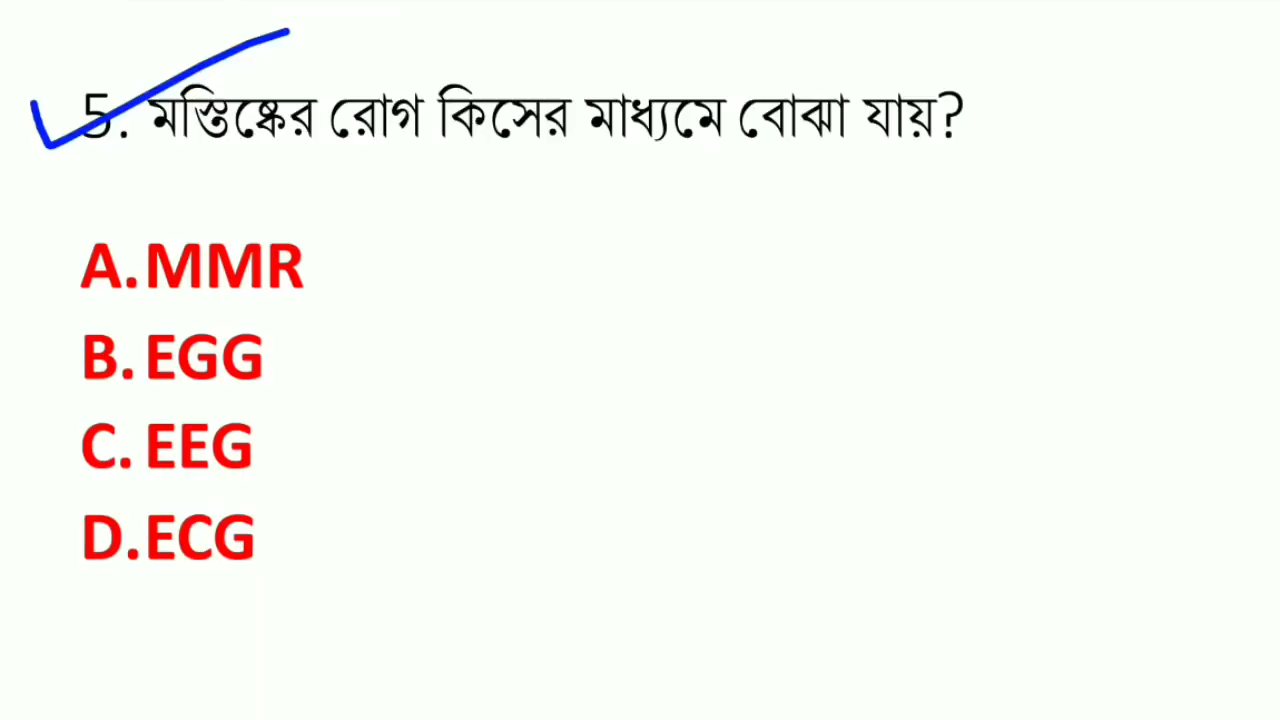 5. মস্তিষ্কের রোগ কিসের মাধ্যমে বোঝা যায়?
A. MMR
B. EGG
C. EEG
D. ECG